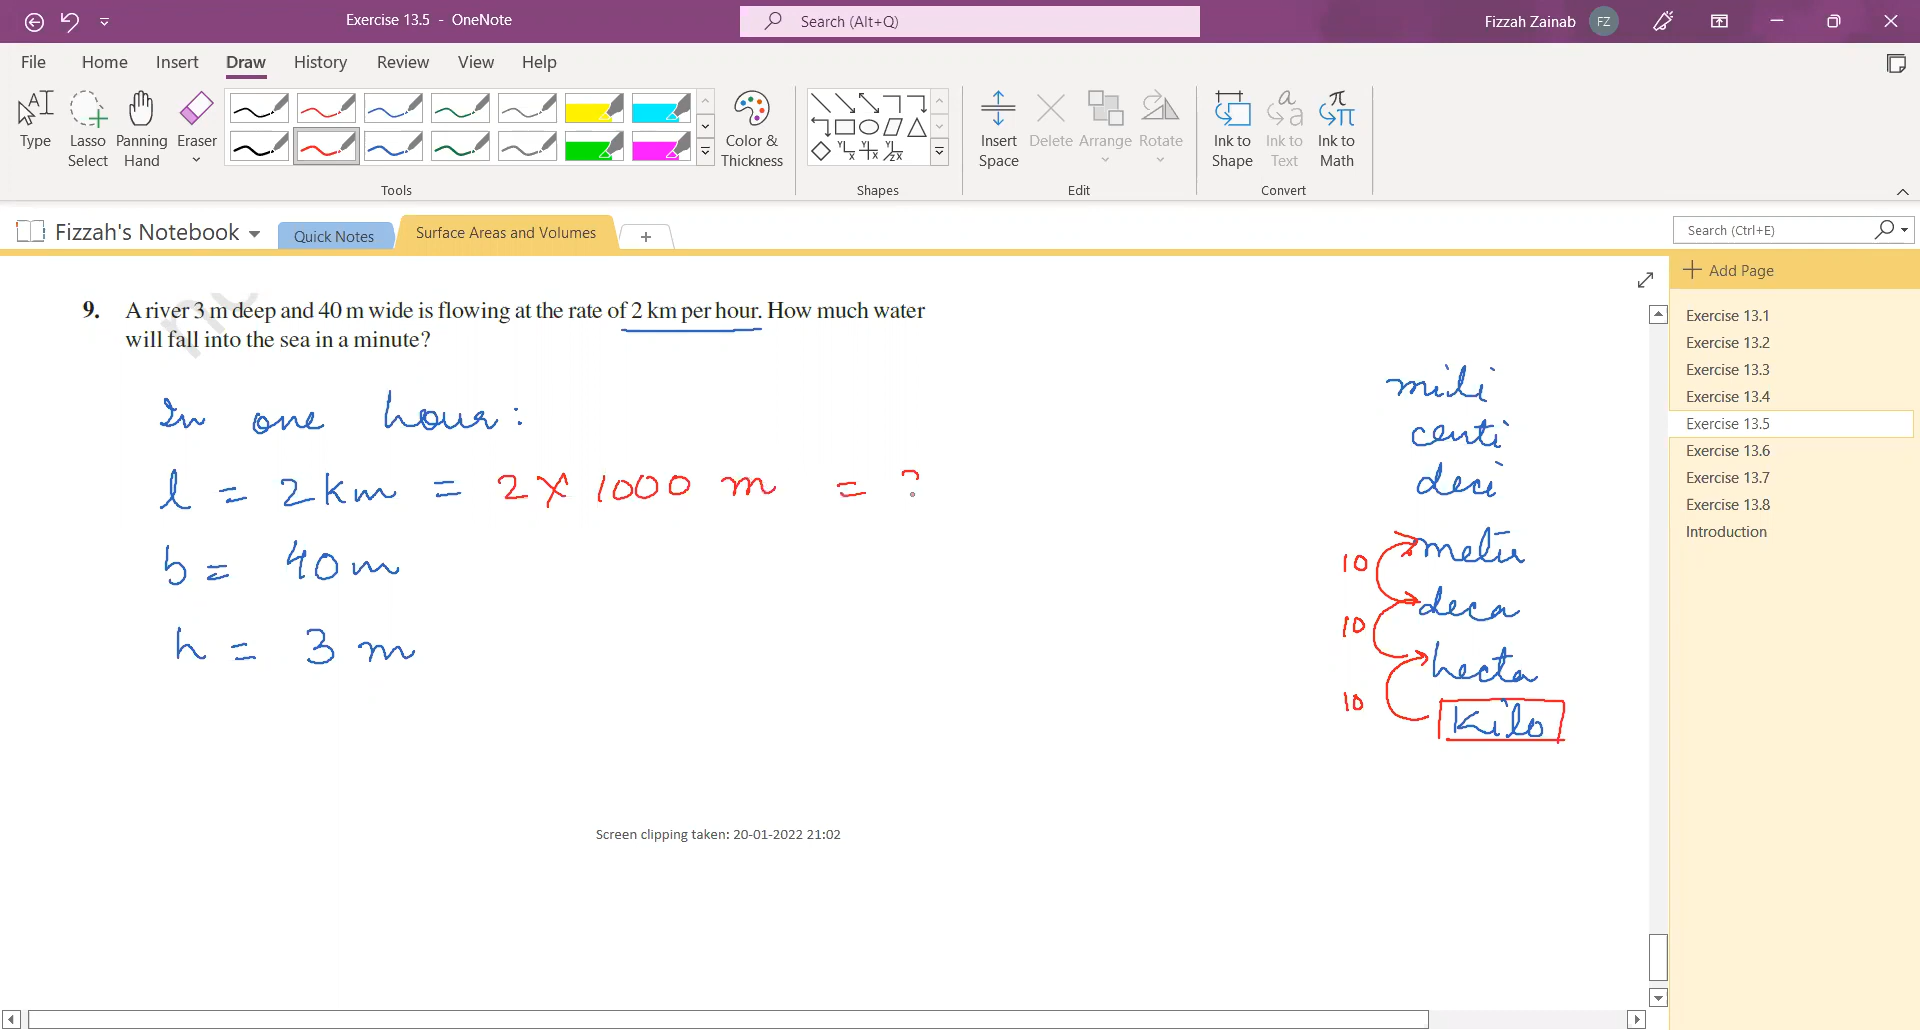 Exercise 13.5 - OneNote
Search (Alt+Q)
Fizzah Zainab
FZ
File Home Insert Draw History Review View Help
Type
Lasso Select
Panning Hand
Eraser
Color & Thickness
Insert Space
Delete
Arrange
Rotate
Ink to Shape
Ink to Text
Ink to Math
Tools
Shapes
Edit
Convert
Fizzah's Notebook
Quick Notes
Surface Areas and Volumes
Search (Ctrl+E)
Add Page
Exercise 13.1
Exercise 13.2
Exercise 13.3
Exercise 13.4
Exercise 13.5
Exercise 13.6
Exercise 13.7
Exercise 13.8
Introduction
9. A river 3 m deep and 40 m wide is flowing at the rate of 2 km per hour. How much water
will fall into the sea in a minute?
In one hour:
l = 2 km = 2 × 1000 m =
b = 40 m
h = 3 m
mili
centi
deci
10 meter
10 deca
hecta
10 Kilo
Screen clipping taken: 20-01-2022 21:02